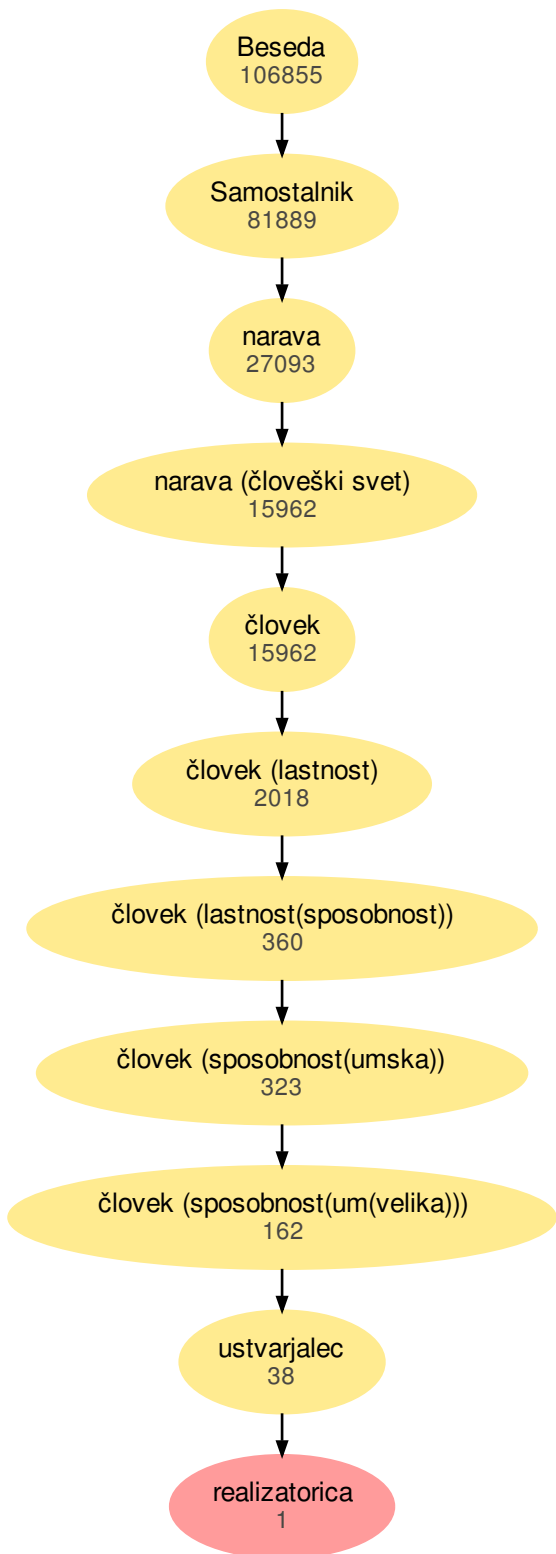 Beseda
106855
Samostalnik
81889
narava
27093
narava (človeški svet)
15962
človek
15962
človek (lastnost)
2018
človek (lastnost(sposobnost))
360
človek (sposobnost(umska))
323
človek (sposobnost(um(velika)))
162
ustvarjalec
38
realizatorica
1